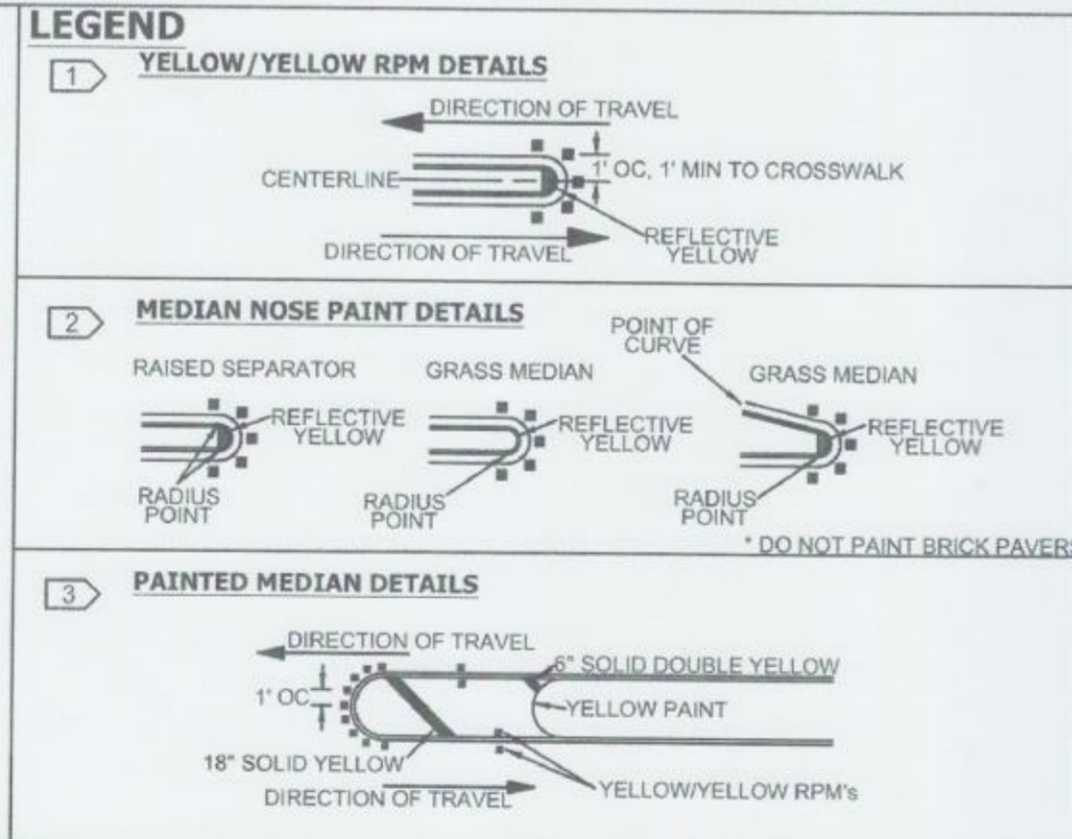 LEGEND
1
YELLOW/YELLOW RPM DETAILS
DIRECTION OF TRAVEL
1' OC, 1' MIN TO CROSSWALK
CENTERLINE
REFLECTIVE
YELLOW
DIRECTION OF TRAVEL
2
MEDIAN NOSE PAINT DETAILS
RAISED SEPARATOR
REFLECTIVE
YELLOW
RADIUS
POINT
GRASS MEDIAN
REFLECTIVE
YELLOW
RADIUS
POINT
POINT OF
CURVE
GRASS MEDIAN
REFLECTIVE
YELLOW
RADIUS
POINT
* DO NOT PAINT BRICK PAVERS
3
PAINTED MEDIAN DETAILS
DIRECTION OF TRAVEL
6" SOLID DOUBLE YELLOW
1' OC
YELLOW PAINT
18" SOLID YELLOW
DIRECTION OF TRAVEL
YELLOW/YELLOW RPM's